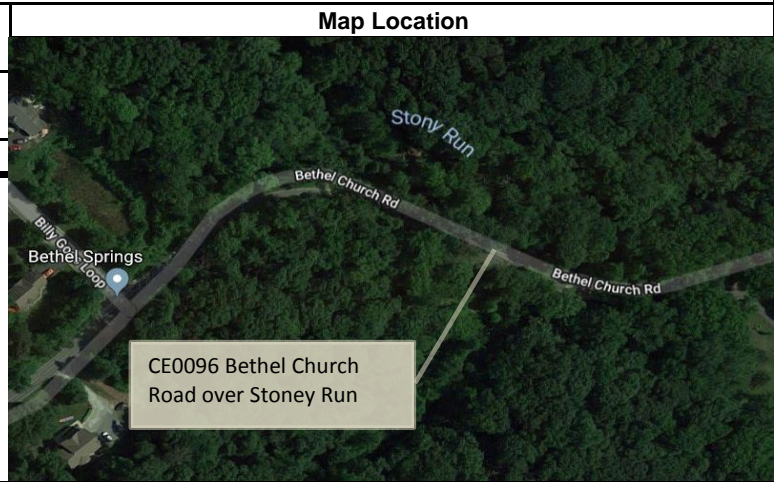 Map Location
Stony Run
Bethel Church Rd
Billy Goat Loop
Bethel Springs
Bethel Church Rd
CE0096 Bethel Church
Road over Stoney Run